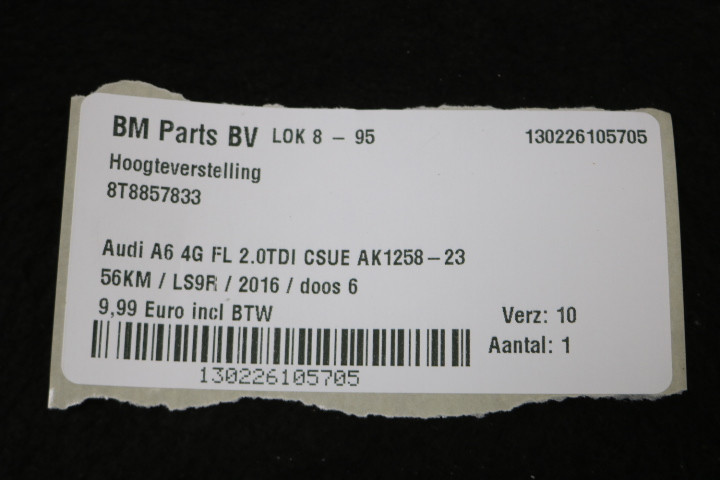 BM Parts BV LOK 8 - 95 130226105705
Hoogteverstelling
8T8857833
Audi A6 4G FL 2.0TDI CSUE AK1258-23
56KM / LS9R / 2016 / doos 6
9,99 Euro incl BTW Verz: 10
Aantal: 1
130226105705